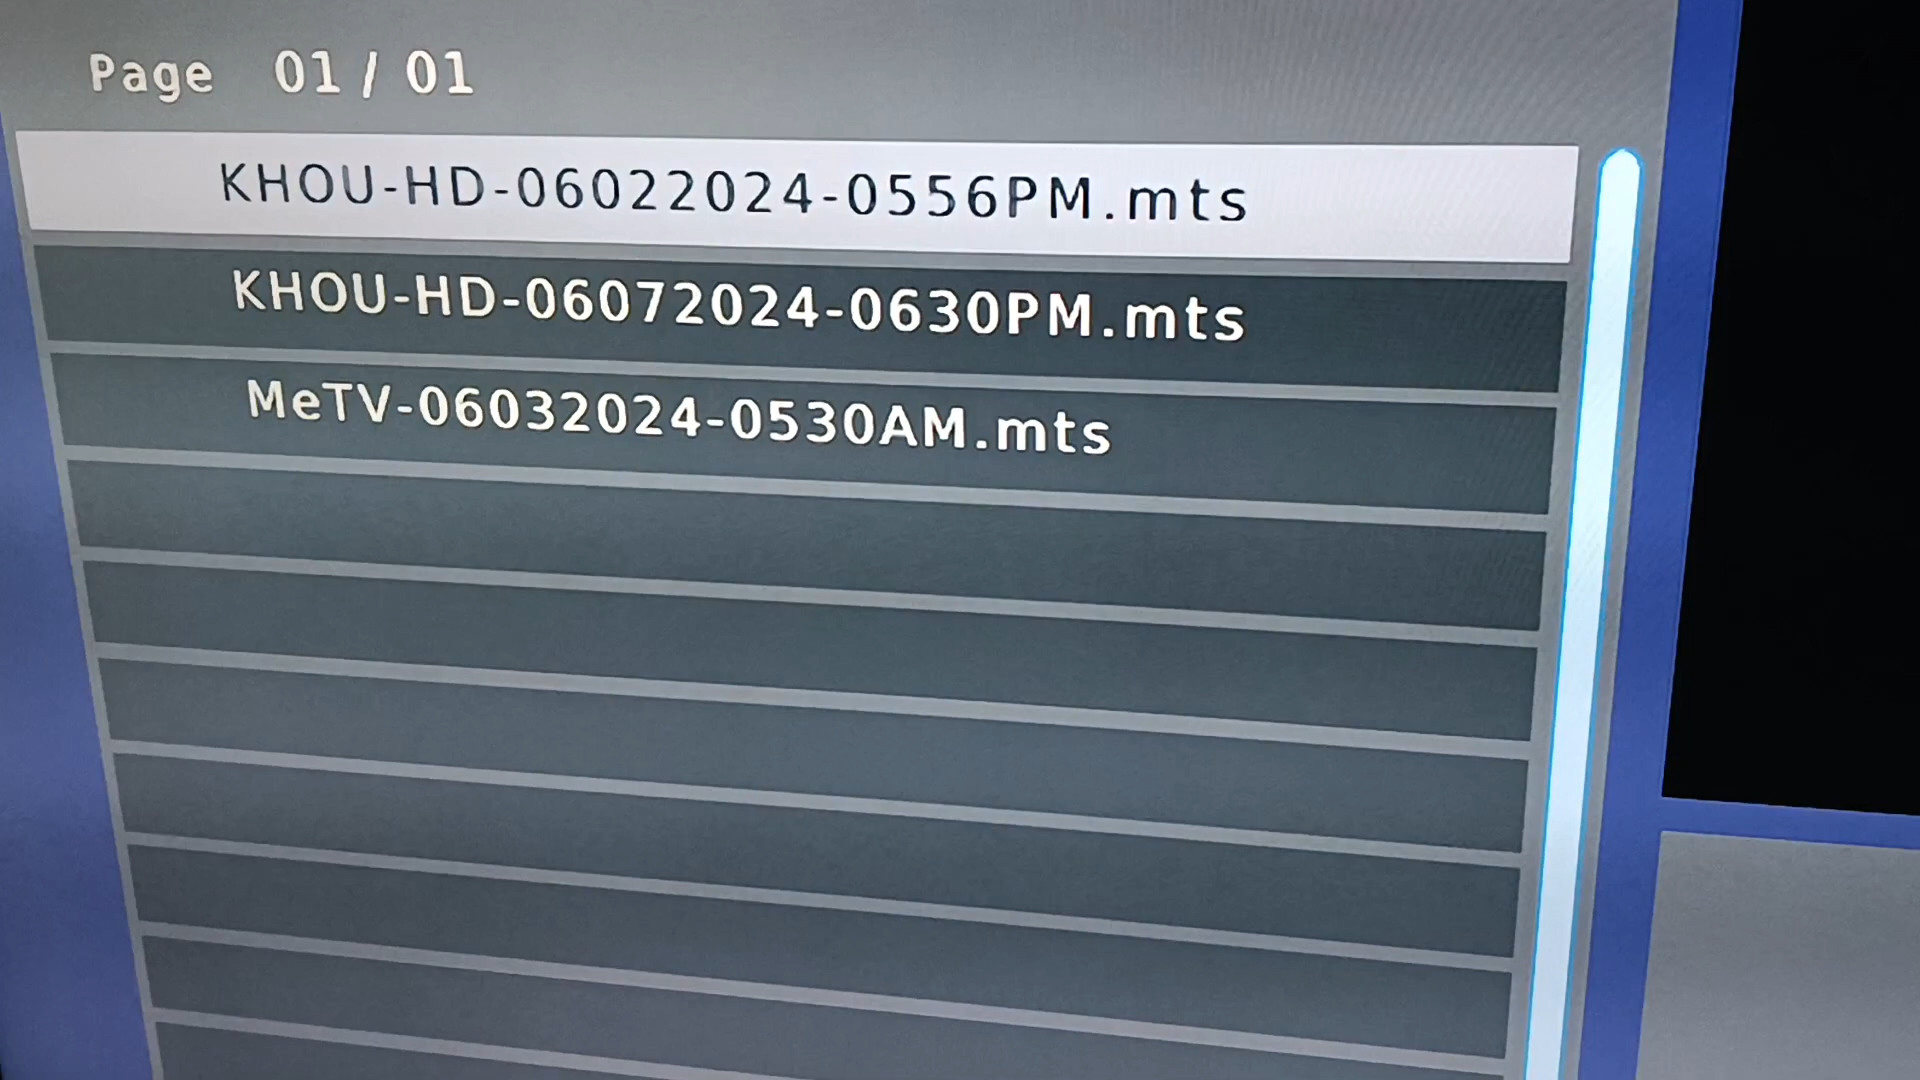 Page 01 / 01
KHOU-HD-06022024-0556PM.mts
KHOU-HD-06072024-0630PM.mts
MeTV-06032024-0530AM.mts